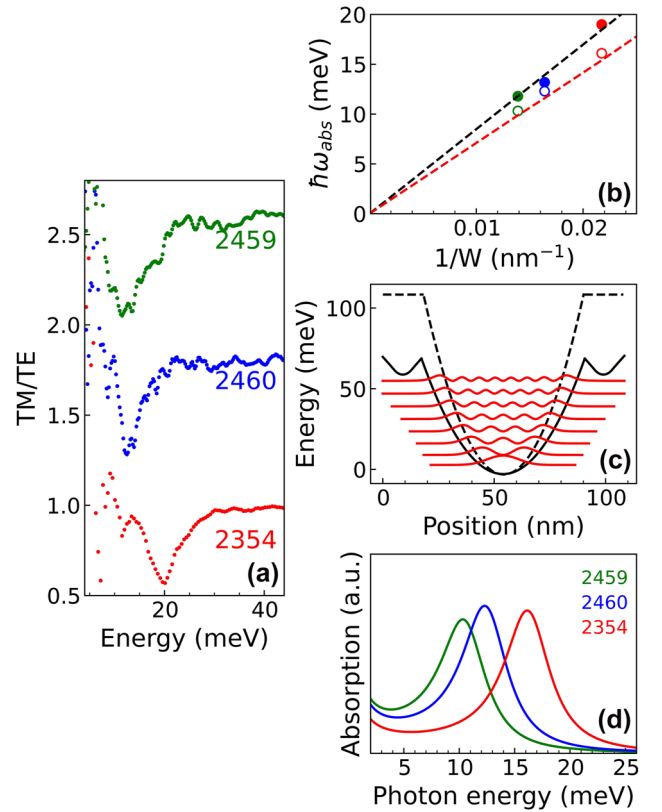 2.5
2.0
1.5
1.0
0.5
TM/TE
2459
2460
2354
(a)
20
40
Energy (meV)
20
15
10
5
0
ħω_abs (meV)
(b)
0.01
0.02
1/W (nm⁻¹)
100
50
0
Energy (meV)
(c)
0
50
100
Position (nm)
Absorption (a.u.)
2459
2460
2354
(d)
5
10
15
20
25
Photon energy (meV)